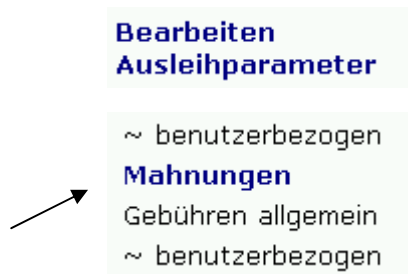 Bearbeiten
Ausleihparameter
~ benutzerbezogen
Mahnungen
Gebühren allgemein
~ benutzerbezogen